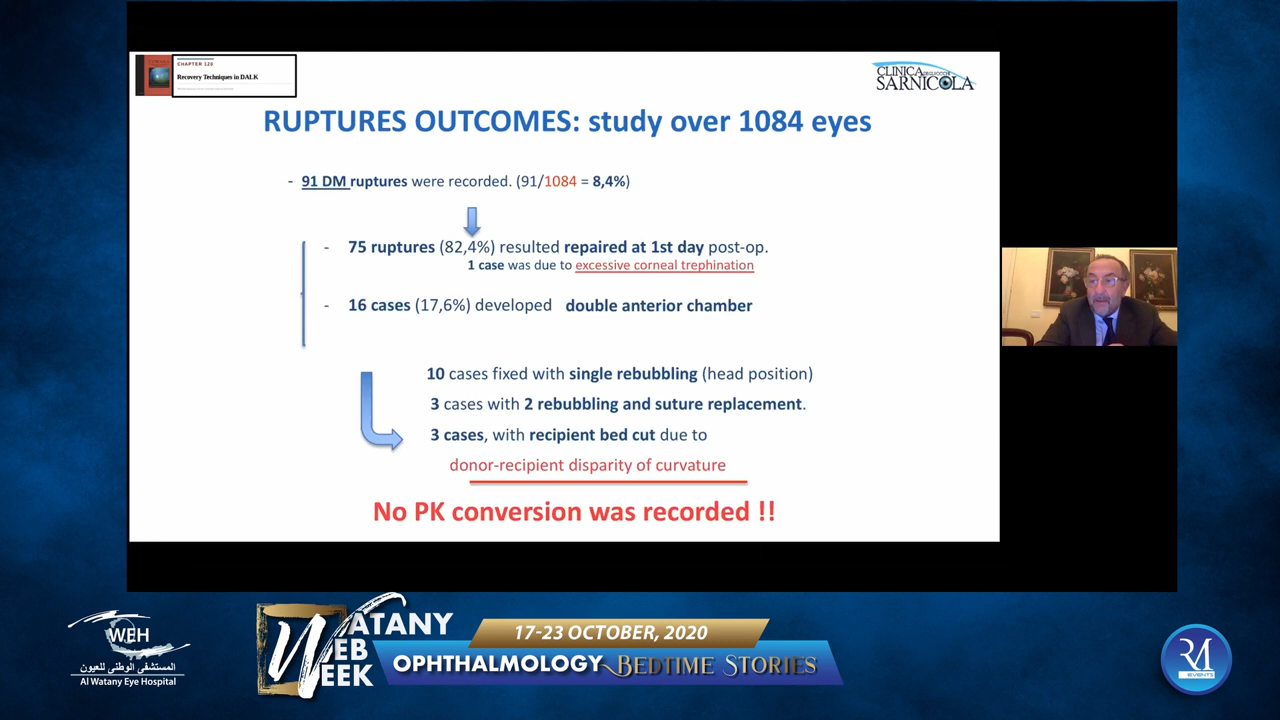 CHAPTER 120
Recovery Techniques in DALK
CLINICA DEGLI OCCHI
SARNICOLA
RUPTURES OUTCOMES: study over 1084 eyes
- 91 DM ruptures were recorded. (91/1084 = 8,4%)
- 75 ruptures (82,4%) resulted repaired at 1st day post-op.
1 case was due to excessive corneal trephination
- 16 cases (17,6%) developed double anterior chamber
10 cases fixed with single rebubbling (head position)
3 cases with 2 rebubbling and suture replacement.
3 cases, with recipient bed cut due to
donor-recipient disparity of curvature
No PK conversion was recorded !!
WEH
المستشفى الوطني للعيون
Al Watany Eye Hospital
WATANY
WEB
WEEK
17-23 OCTOBER, 2020
OPHTHALMOLOGY BEDTIME STORIES
RM
EVENTS